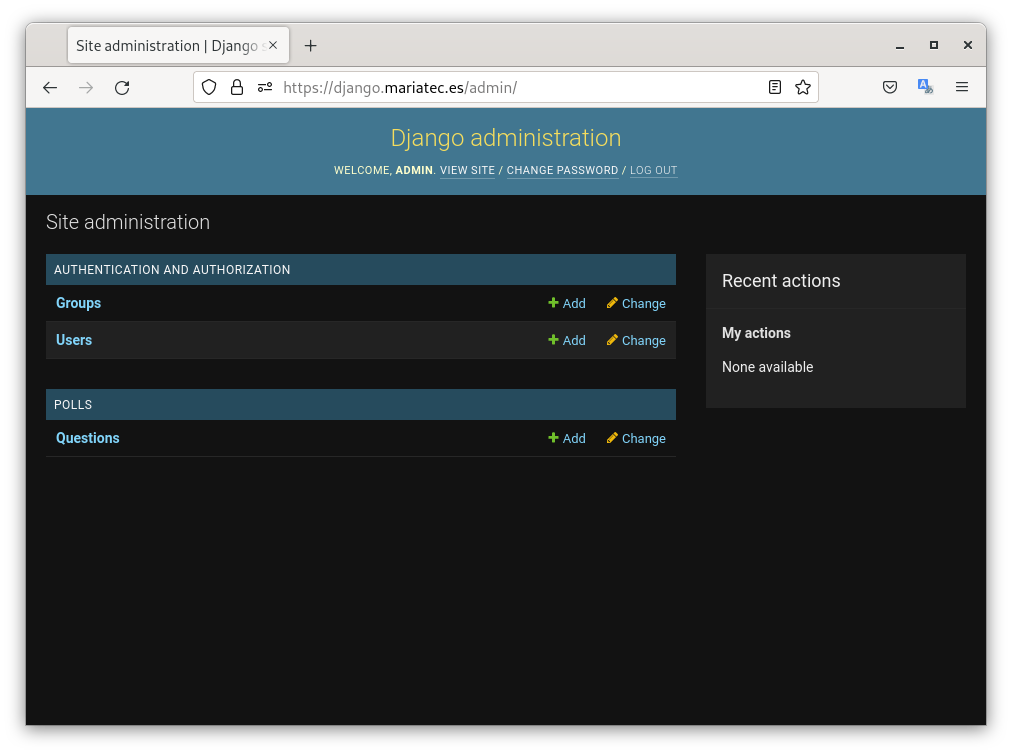 Site administration | Django s
https://django.mariatec.es/admin/
Django administration
WELCOME, ADMIN. VIEW SITE / CHANGE PASSWORD / LOG OUT
Site administration
AUTHENTICATION AND AUTHORIZATION
Groups Add Change
Users Add Change
POLLS
Questions Add Change
Recent actions
My actions
None available